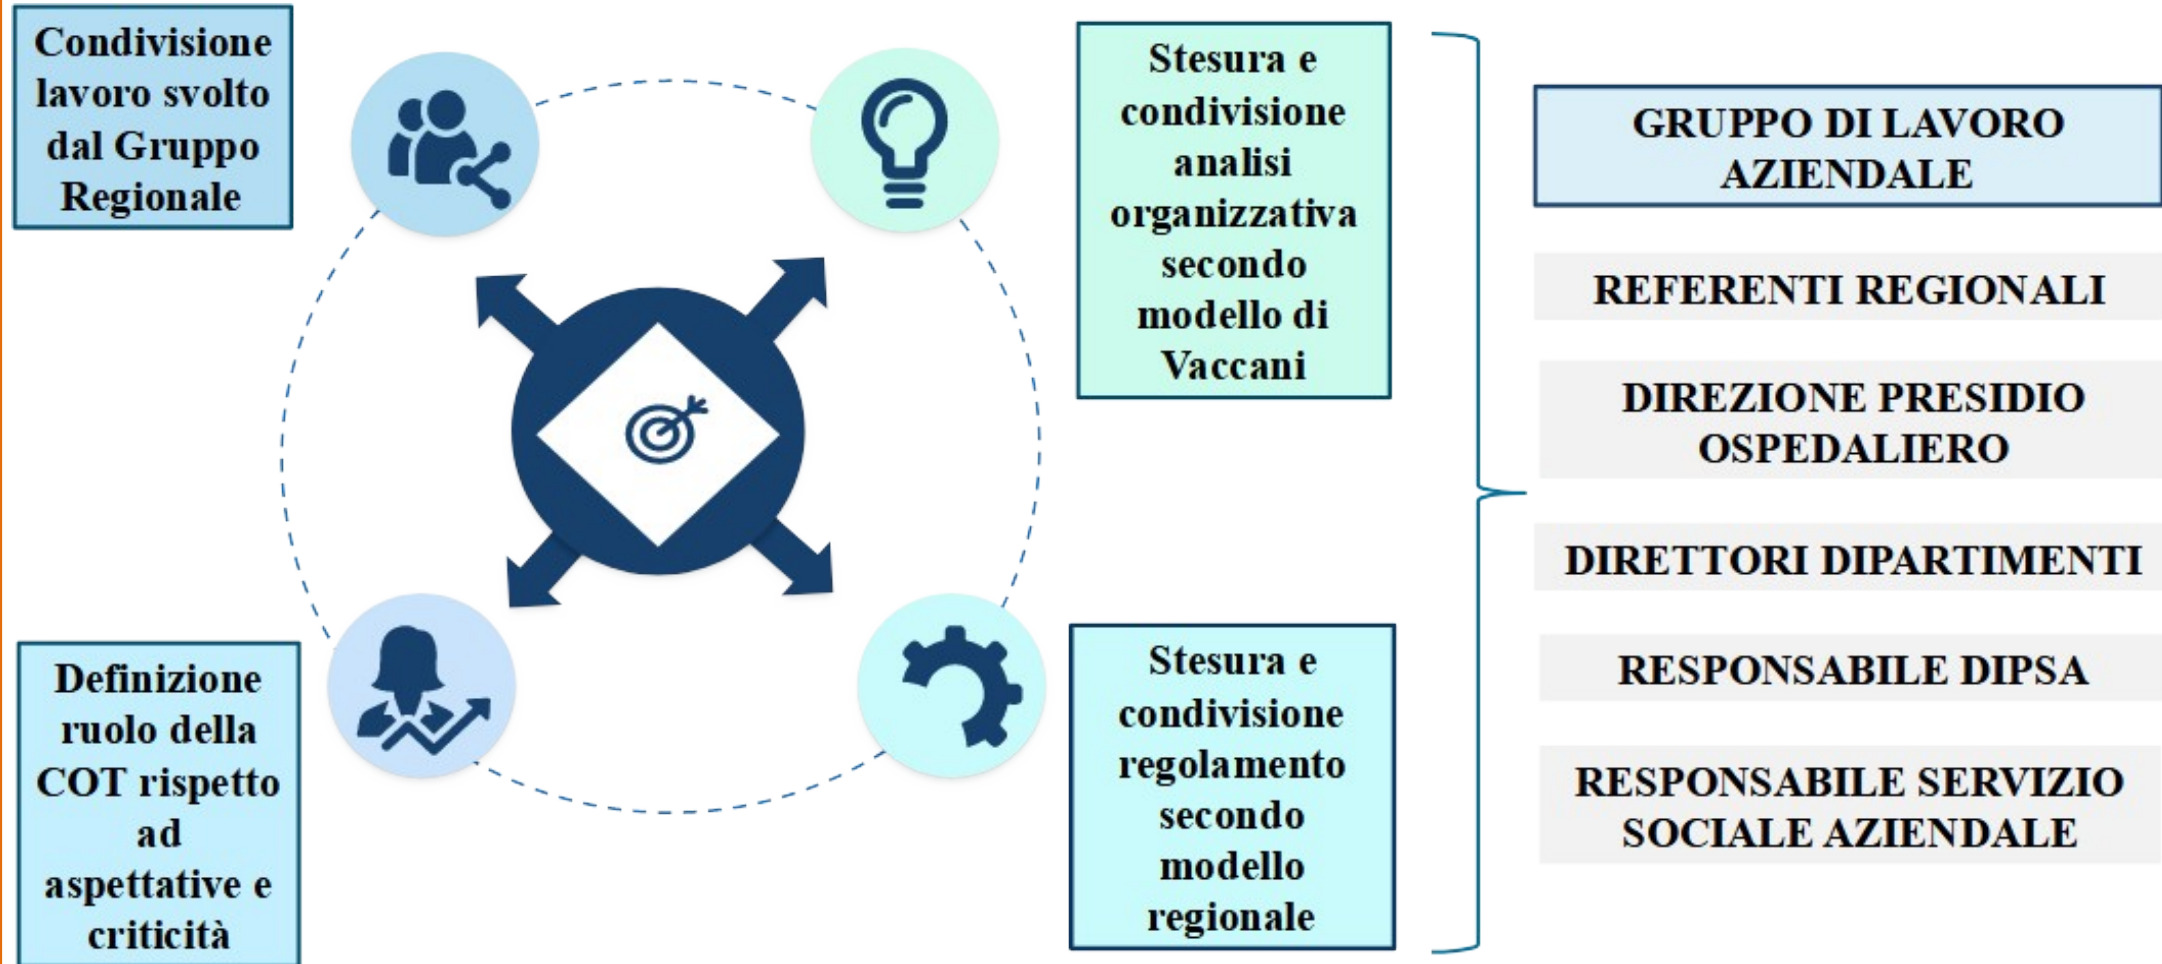 Condivisione
lavoro svolto
dal Gruppo
Regionale
Stesura e
condivisione
analisi
organizzativa
secondo
modello di
Vaccani
Definizione
ruolo della
COT rispetto
ad
aspettative e
criticità
Stesura e
condivisione
regolamento
secondo
modello
regionale
GRUPPO DI LAVORO
AZIENDALE
REFERENTI REGIONALI
DIREZIONE PRESIDIO
OSPEDALIERO
DIRETTORI DIPARTIMENTI
RESPONSABILE DIPSA
RESPONSABILE SERVIZIO
SOCIALE AZIENDALE